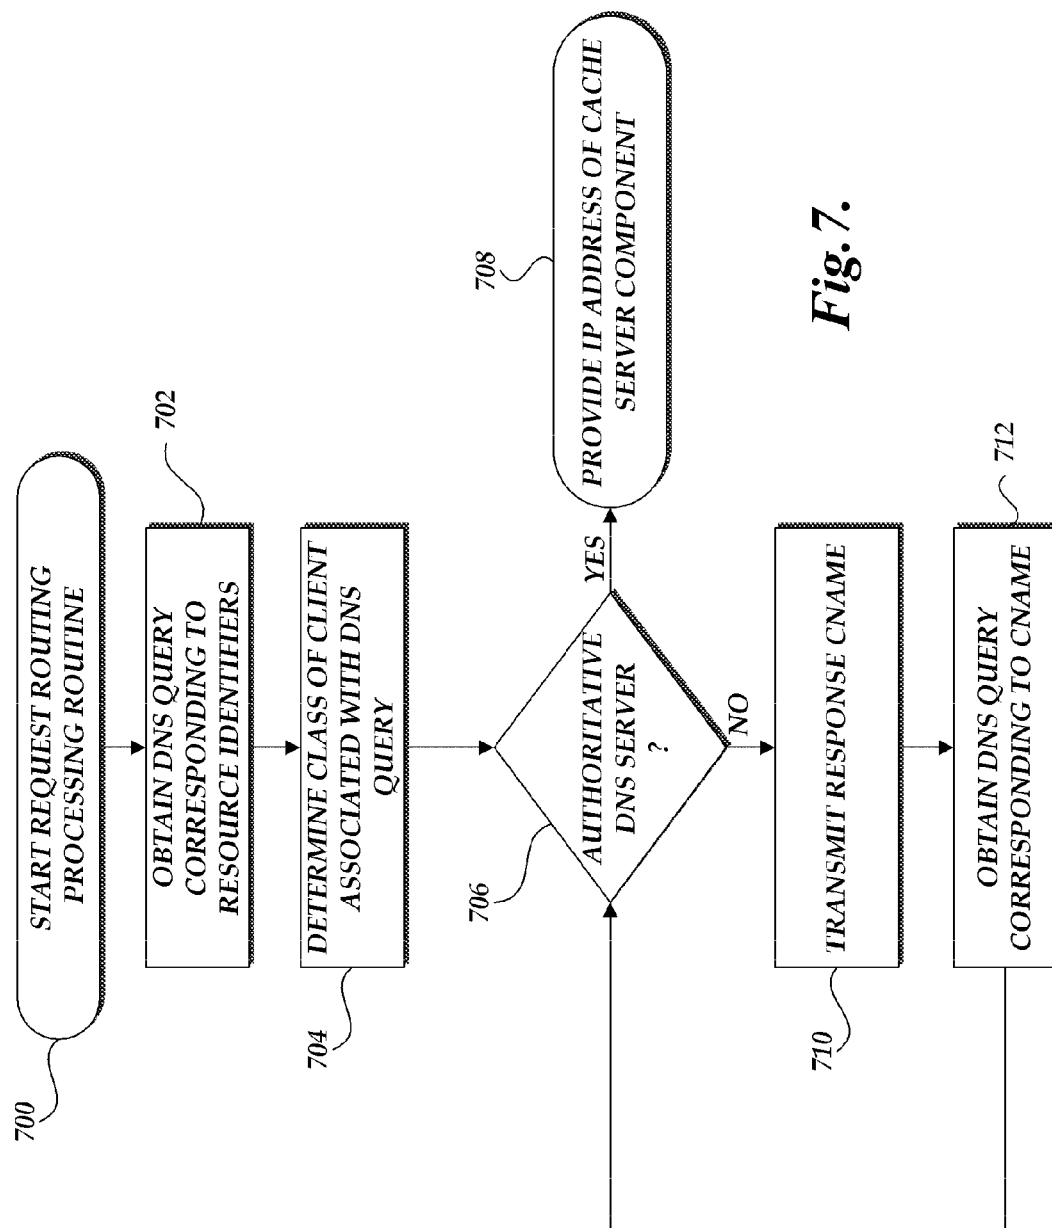 700
START REQUEST ROUTING
PROCESSING ROUTINE
702
OBTAIN DNS QUERY
CORRESPONDING TO
RESOURCE IDENTIFIERS
704
DETERMINE CLASS OF CLIENT
ASSOCIATED WITH DNS
QUERY
706
AUTHORITATIVE
DNS SERVER
?
YES
708
PROVIDE IP ADDRESS OF CACHE
SERVER COMPONENT
NO
710
TRANSMIT RESPONSE CNAME
712
OBTAIN DNS QUERY
CORRESPONDING TO CNAME
Fig.7.